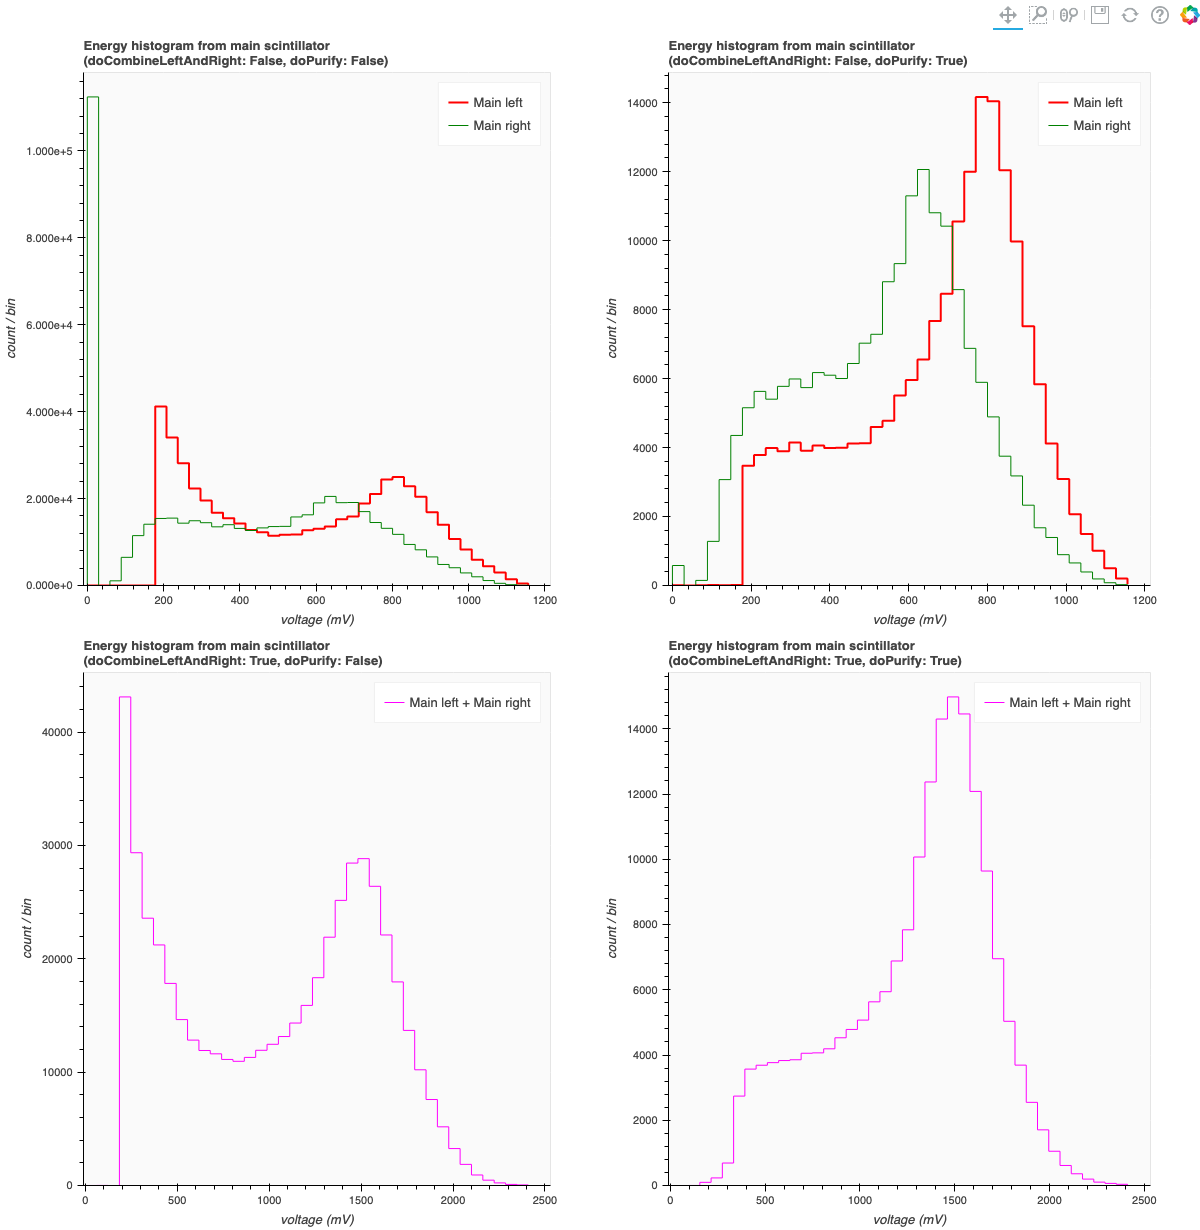 Energy histogram from main scintillator
(doCombineLeftAndRight: False, doPurify: False)
Main left
Main right
1.000e+5
8.000e+4
6.000e+4
4.000e+4
2.000e+4
0.000e+0
count / bin
0 200 400 600 800 1000 1200
voltage (mV)
Energy histogram from main scintillator
(doCombineLeftAndRight: False, doPurify: True)
Main left
Main right
14000
12000
10000
8000
6000
4000
2000
0
count / bin
0 200 400 600 800 1000 1200
voltage (mV)
Energy histogram from main scintillator
(doCombineLeftAndRight: True, doPurify: False)
Main left + Main right
40000
30000
20000
10000
0
count / bin
0 500 1000 1500 2000 2500
voltage (mV)
Energy histogram from main scintillator
(doCombineLeftAndRight: True, doPurify: True)
Main left + Main right
14000
12000
10000
8000
6000
4000
2000
0
count / bin
0 500 1000 1500 2000 2500
voltage (mV)